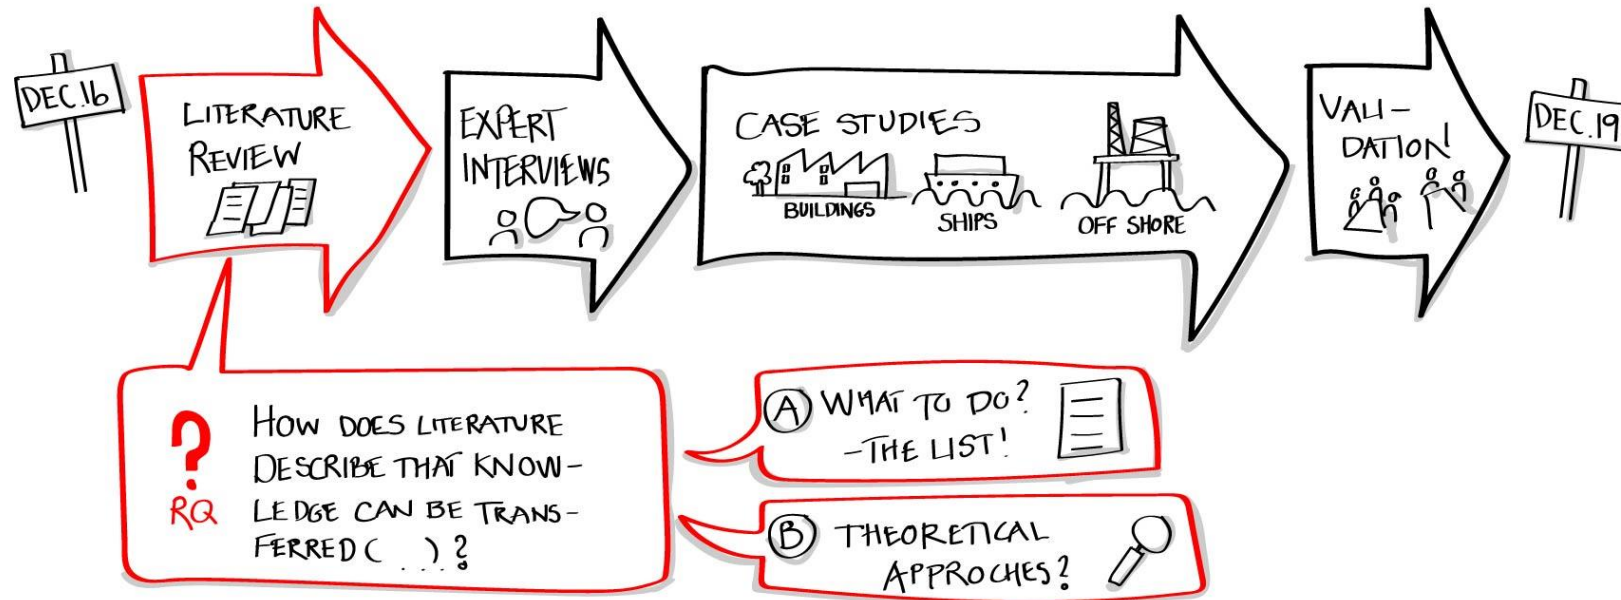 DEC.16
LITERATURE
REVIEW
EXPERT
INTERVIEWS
CASE STUDIES
BUILDINGS
SHIPS
OFF SHORE
VALI-
DATION
DEC.19
?
RQ
HOW DOES LITERATURE
DESCRIBE THAT KNOW-
LEDGE CAN BE TRANS-
FERRED (...)?
A WHAT TO DO?
- THE LIST!
B THEORETICAL
APPROCHES?